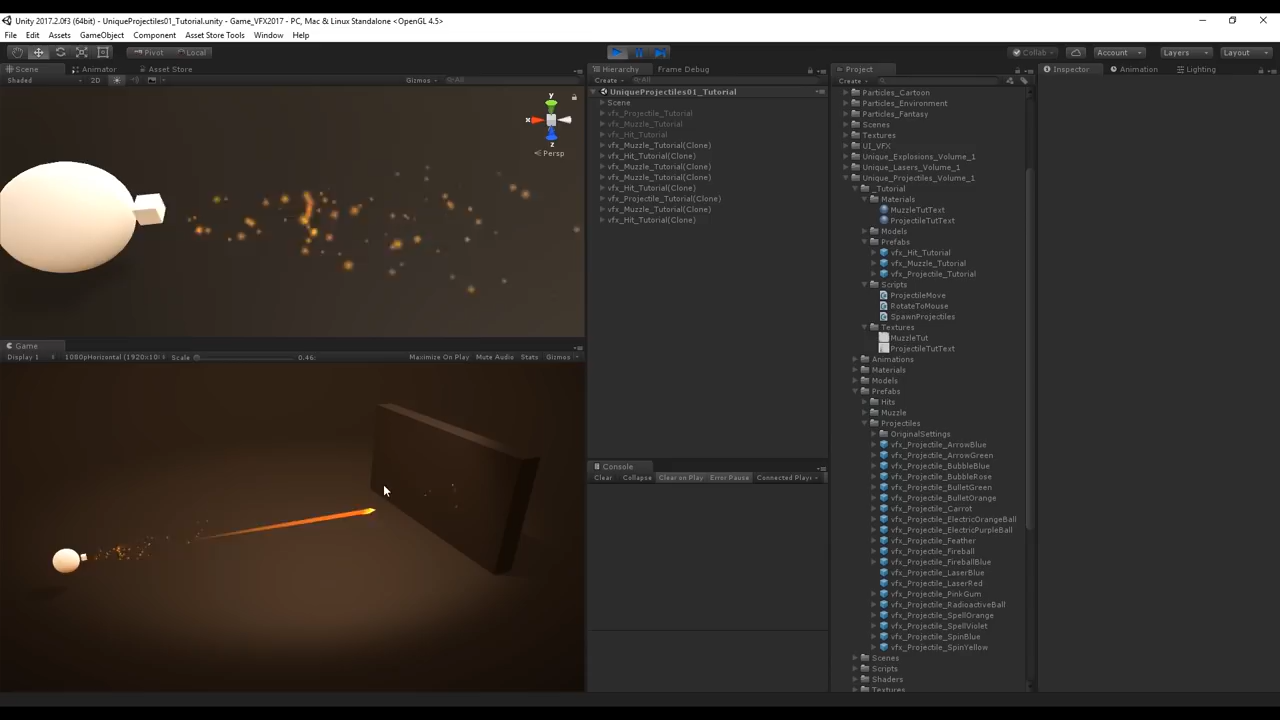 Unity 2017.2.0f3 (64bit) - UniqueProjectiles01_Tutorial.unity - Game_VFX2017 - PC, Mac & Linux Standalone <OpenGL 4.5>
File Edit Assets GameObject Component Asset Store Tools Window Help
Pivot Local Collab Account Layers Layout
Scene Animator Asset Store
Shaded 2D Gizmos All
y
x
z
Persp
Game
Display 1 1080pHorizontal (1920x10 Scale 0.46: Maximize On Play Mute Audio Stats Gizmos
Hierarchy Frame Debug
Create All
UniqueProjectiles01_Tutorial
Scene
vfx_Projectile_Tutorial
vfx_Muzzle_Tutorial
vfx_Hit_Tutorial
vfx_Muzzle_Tutorial(Clone)
vfx_Hit_Tutorial(Clone)
vfx_Muzzle_Tutorial(Clone)
vfx_Muzzle_Tutorial(Clone)
vfx_Hit_Tutorial(Clone)
vfx_Projectile_Tutorial(Clone)
vfx_Muzzle_Tutorial(Clone)
vfx_Hit_Tutorial(Clone)
Console
Clear Collapse Clear on Play Error Pause Connected Play
Project
Create
Particles_Cartoon
Particles_Environment
Particles_Fantasy
Scenes
Textures
UI_VFX
Unique_Explosions_Volume_1
Unique_Lasers_Volume_1
Unique_Projectiles_Volume_1
_Tutorial
Materials
MuzzleTutText
ProjectileTutText
Models
Prefabs
vfx_Hit_Tutorial
vfx_Muzzle_Tutorial
vfx_Projectile_Tutorial
Scripts
ProjectileMove
RotateToMouse
SpawnProjectiles
Textures
MuzzleTut
ProjectileTutText
Animations
Materials
Models
Prefabs
Hits
Muzzle
Projectiles
OriginalSettings
vfx_Projectile_ArrowBlue
vfx_Projectile_ArrowGreen
vfx_Projectile_BubbleBlue
vfx_Projectile_BubbleRose
vfx_Projectile_BulletGreen
vfx_Projectile_BulletOrange
vfx_Projectile_Carrot
vfx_Projectile_ElectricOrangeBall
vfx_Projectile_ElectricPurpleBall
vfx_Projectile_Feather
vfx_Projectile_Fireball
vfx_Projectile_FireballBlue
vfx_Projectile_LaserBlue
vfx_Projectile_LaserRed
vfx_Projectile_PinkGum
vfx_Projectile_RadioactiveBall
vfx_Projectile_SpellOrange
vfx_Projectile_SpellViolet
vfx_Projectile_SpinBlue
vfx_Projectile_SpinYellow
Scenes
Scripts
Shaders
Textures
Inspector Animation Lighting